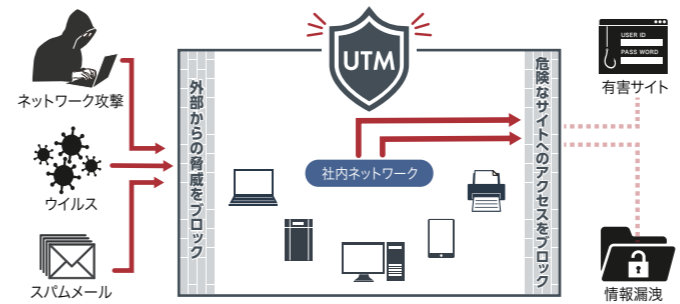 ネットワーク攻撃
ウイルス
スパムメール
外部からの脅威をブロック
UTM
社内ネットワーク
危険なサイトへのアクセスをブロック
USER ID
PASS WORD
有害サイト
情報漏洩